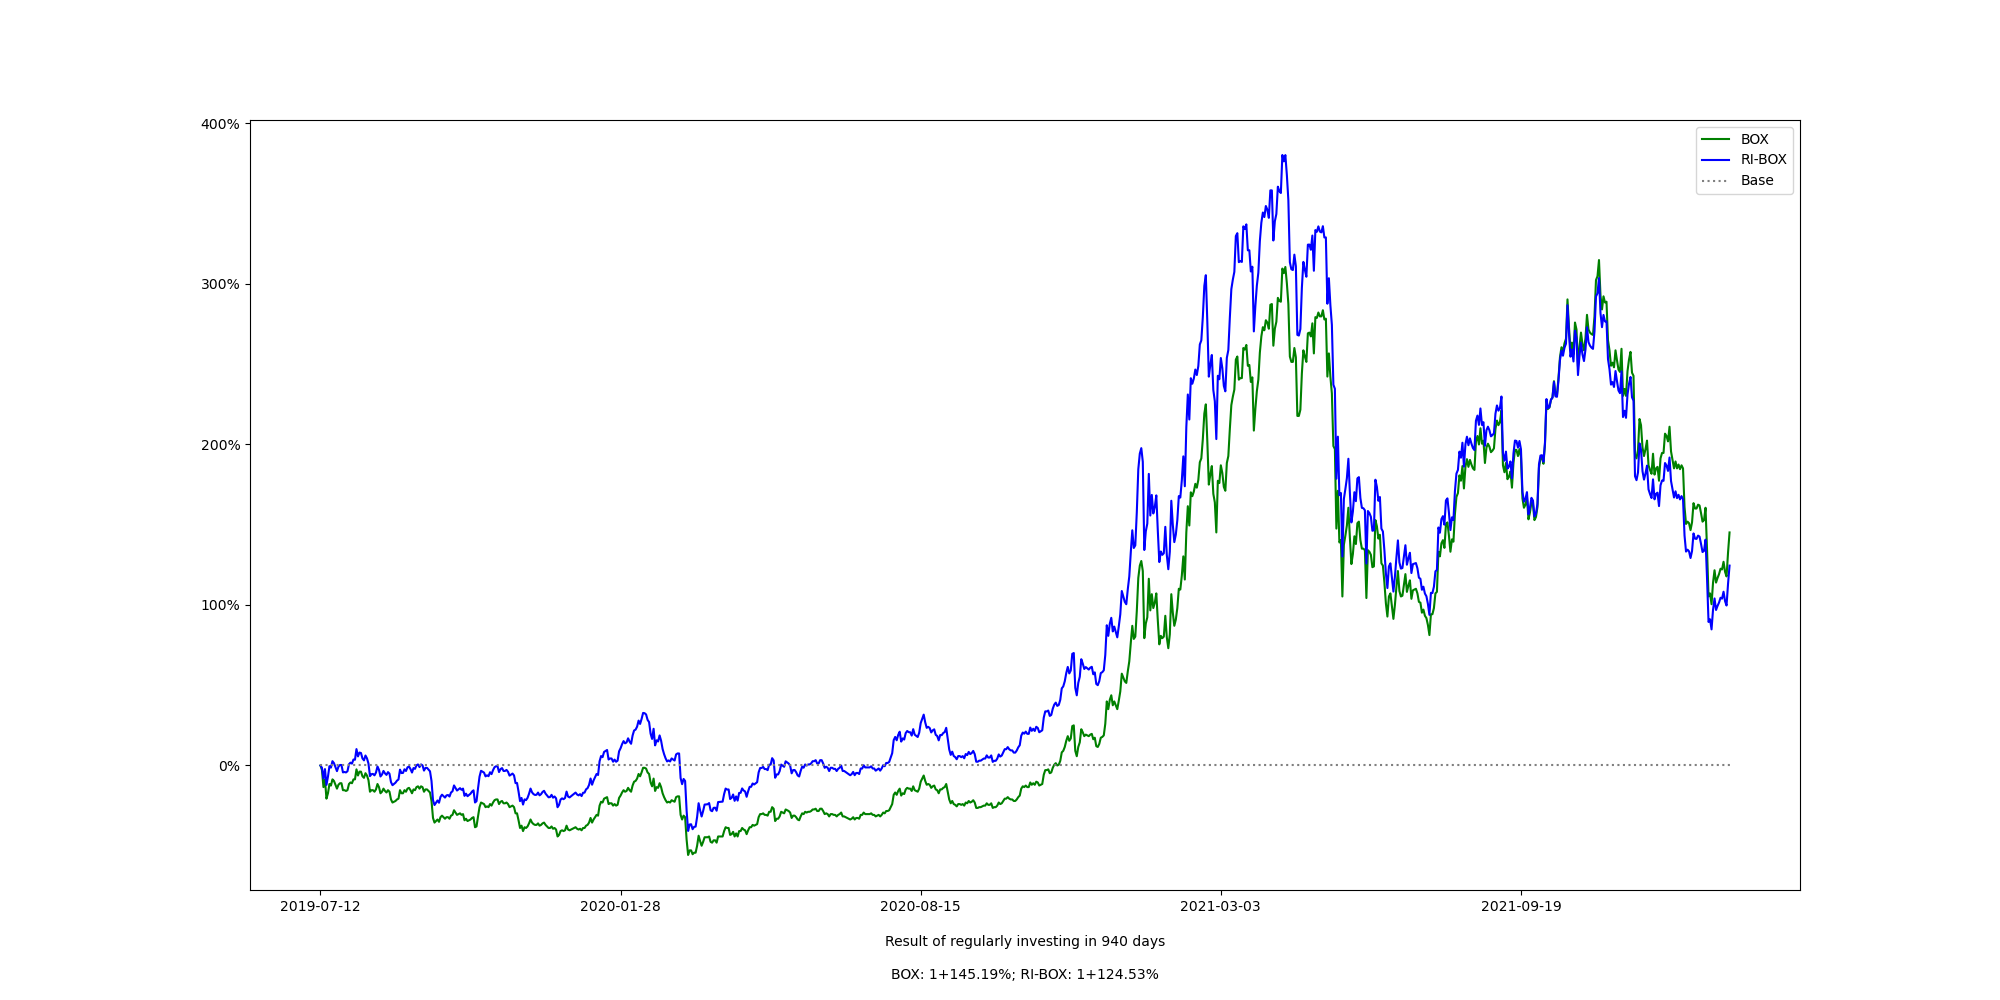 400%
300%
200%
100%
0%
BOX
RI-BOX
Base
2019-07-12 2020-01-28 2020-08-15 2021-03-03 2021-09-19
Result of regularly investing in 940 days
BOX: 1+145.19%; RI-BOX: 1+124.53%